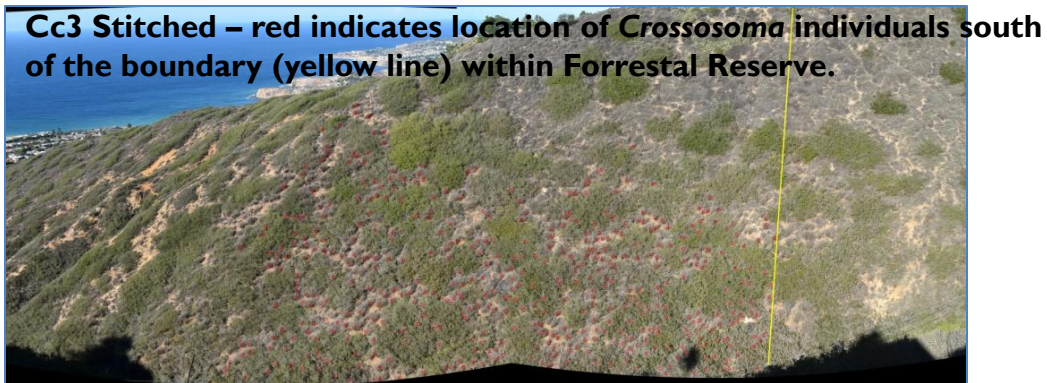 Cc3 Stitched – red indicates location of Crossosoma individuals south
of the boundary (yellow line) within Forrestal Reserve.